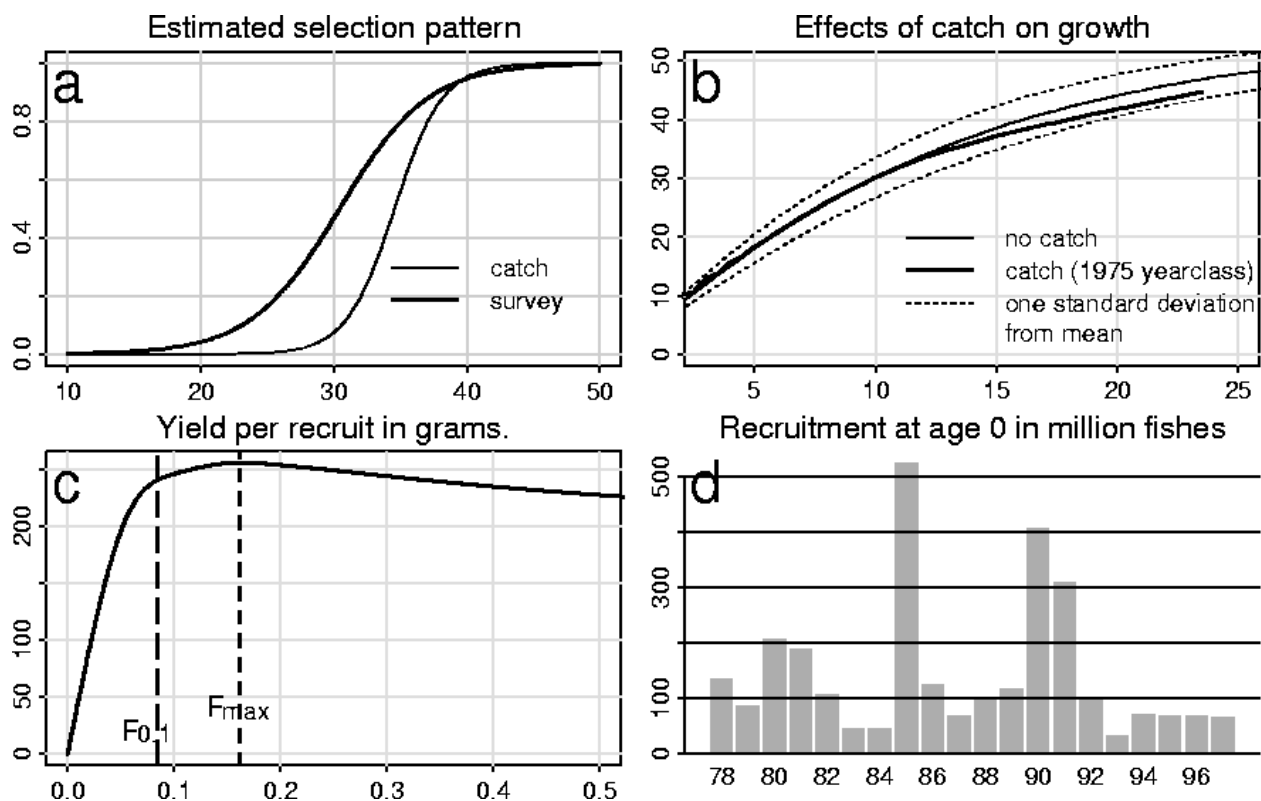 Estimated selection pattern
a
0.8
0.4
0.0
10 20 30 40 50
catch
survey
Effects of catch on growth
b
50
40
30
20
10
0
5 10 15 20 25
no catch
catch (1975 yearclass)
one standard deviation
from mean
Yield per recruit in grams.
c
200
100
50
0
F0.1
Fmax
0.0 0.1 0.2 0.3 0.4 0.5
Recruitment at age 0 in million fishes
d
500
300
100
0
78 80 82 84 86 88 90 92 94 96